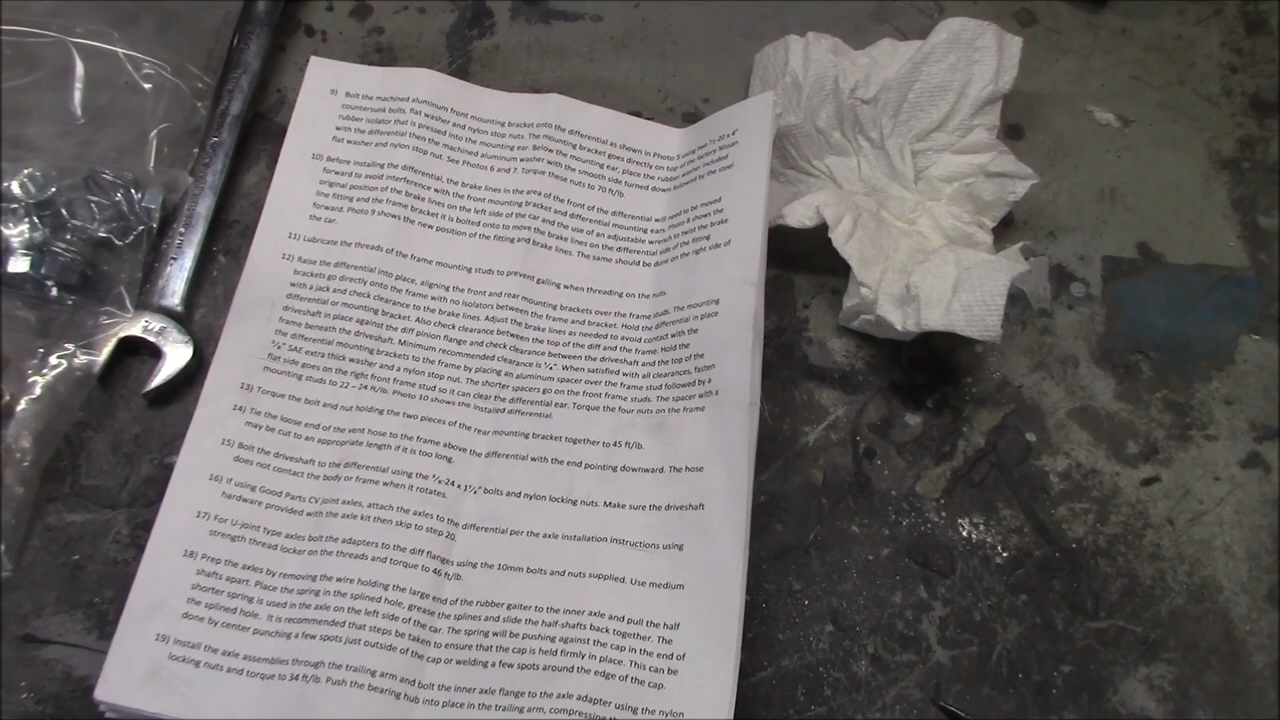 9) Bolt the machined aluminum front mounting bracket onto the differential as shown in Photo 5 using two ½-20 x 4"
countersunk bolts, flat washer and nylon stop nuts. The mounting bracket goes directly on top of the factory Nissan
rubber isolator that is pressed into the mounting ear. Below the mounting ear, place the rubber washer included
with the differential then the machined aluminum washer with the smooth side turned down followed by the steel
flat washer and nylon stop nut. See Photos 6 and 7. Torque these nuts to 70 ft/lb.
10) Before installing the differential, the brake lines in the area of the front of the differential will need to be moved
forward to avoid interference with the front mounting bracket and differential mounting ears. Photo 8 shows the
original position of the brake lines on the left side of the car and the use of an adjustable wrench to twist the brake
line fitting and the frame bracket it is bolted onto to move the brake lines on the differential side of the fitting
forward. Photo 9 shows the new position of the fitting and brake lines. The same should be done on the right side of
the car.
11) Lubricate the threads of the frame mounting studs to prevent galling when threading on the nuts.
12) Raise the differential into place, aligning the front and rear mounting brackets over the frame studs. The mounting
brackets go directly onto the frame with no isolators between the frame and bracket. Hold the differential in place
with a jack and check clearance to the brake lines. Adjust the brake lines as needed to avoid contact with the
differential or mounting bracket. Also check clearance between the top of the diff and the frame. Hold the
driveshaft in place against the diff pinion flange and check clearance between the driveshaft and the top of the
frame beneath the driveshaft. Minimum recommended clearance is ¼". When satisfied with all clearances, fasten
the differential mounting brackets to the frame by placing an aluminum spacer over the frame stud followed by a
⅜" SAE extra thick washer and a nylon stop nut. The shorter spacers go on the front frame studs. The spacer with a
flat side goes on the right front frame stud so it can clear the differential ear. Torque the four nuts on the frame
mounting studs to 22 – 24 ft/lb. Photo 10 shows the installed differential.
13) Torque the bolt and nut holding the two pieces of the rear mounting bracket together to 45 ft/lb.
14) Tie the loose end of the vent hose to the frame above the differential with the end pointing downward. The hose
may be cut to an appropriate length if it is too long.
15) Bolt the driveshaft to the differential using the ⅜-24 x 1¼" bolts and nylon locking nuts. Make sure the driveshaft
does not contact the body or frame when it rotates.
16) If using Good Parts CV joint axles, attach the axles to the differential per the axle installation instructions using
hardware provided with the axle kit then skip to step 20.
17) For U-joint type axles bolt the adapters to the diff flanges using the 10mm bolts and nuts supplied. Use medium
strength thread locker on the threads and torque to 46 ft/lb.
18) Prep the axles by removing the wire holding the large end of the rubber gaiter to the inner axle and pull the half
shafts apart. Place the spring in the splined hole, grease the splines and slide the half-shafts back together. The
shorter spring is used in the axle on the left side of the car. The spring will be pushing against the cap in the end of
the splined hole. It is recommended that steps be taken to ensure that the cap is held firmly in place. This can be
done by center punching a few spots just outside of the cap or welding a few spots around the edge of the cap.
19) Install the axle assemblies through the trailing arm and bolt the inner axle flange to the axle adapter using the nylon
locking nuts and torque to 34 ft/lb. Push the bearing hub into place in the trailing arm, compressing the